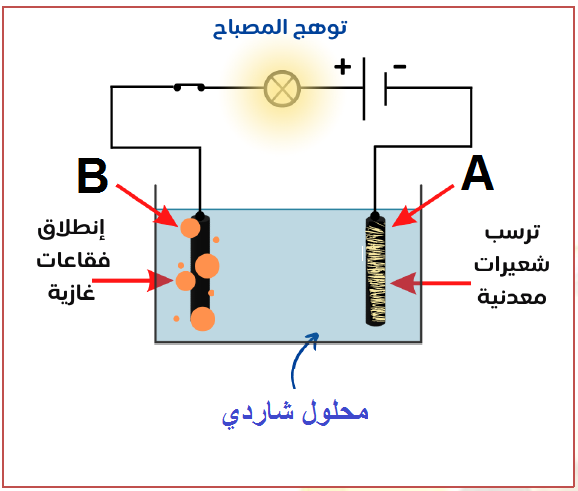 توهج المصباح
+ −
B
A
إنطلاق
فقاعات
غازية
ترسب
شعيرات
معدنية
محلول شاردي